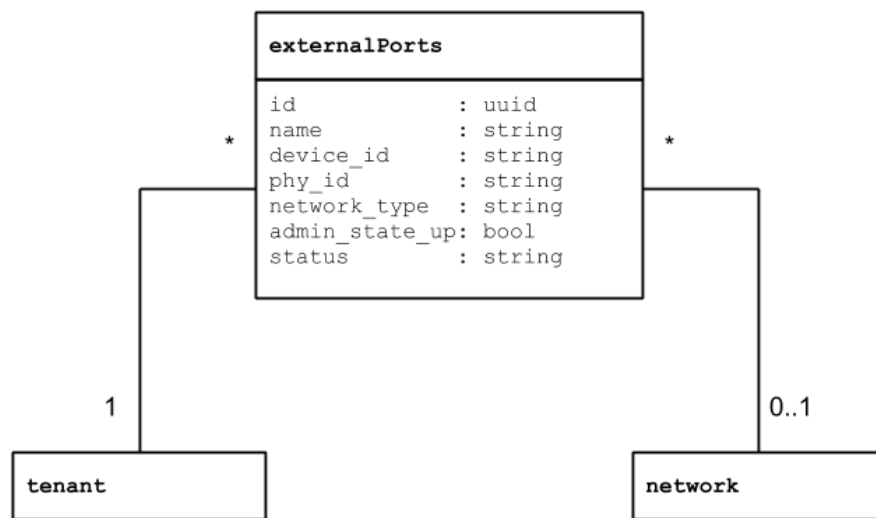 externalPorts
id : uuid
name : string
device_id : string
phy_id : string
network_type : string
admin_state_up: bool
status : string
* *
1 0..1
tenant network